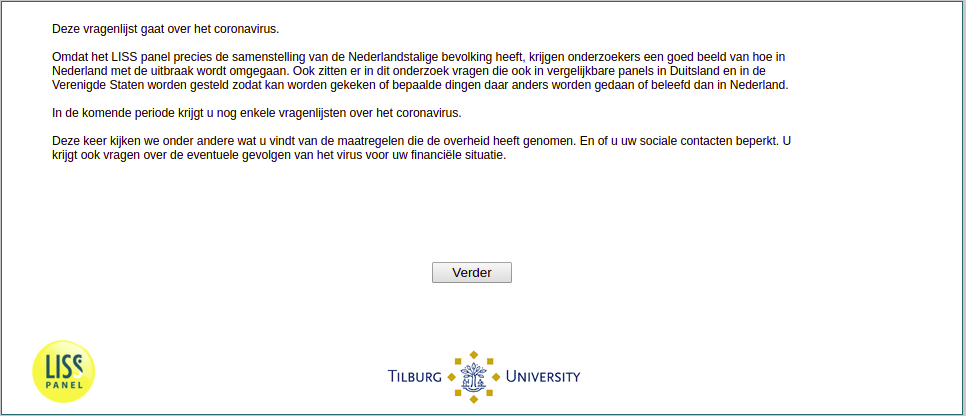 Deze vragenlijst gaat over het coronavirus.
Omdat het LISS panel precies de samenstelling van de Nederlandstalige bevolking heeft, krijgen onderzoekers een goed beeld van hoe in
Nederland met de uitbraak wordt omgegaan. Ook zitten er in dit onderzoek vragen die ook in vergelijkbare panels in Duitsland en in de
Verenigde Staten worden gesteld zodat kan worden gekeken of bepaalde dingen daar anders worden gedaan of beleefd dan in Nederland.
In de komende periode krijgt u nog enkele vragenlijsten over het coronavirus.
Deze keer kijken we onder andere wat u vindt van de maatregelen die de overheid heeft genomen. En of u uw sociale contacten beperkt. U
krijgt ook vragen over de eventuele gevolgen van het virus voor uw financiële situatie.
Verder
LISS
PANEL
TILBURG UNIVERSITY